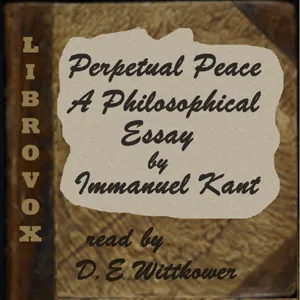 LIBROVOX
Perpetual Peace
A Philosophical
Essay
by
Immanuel Kant
read by
D. E Wittkower